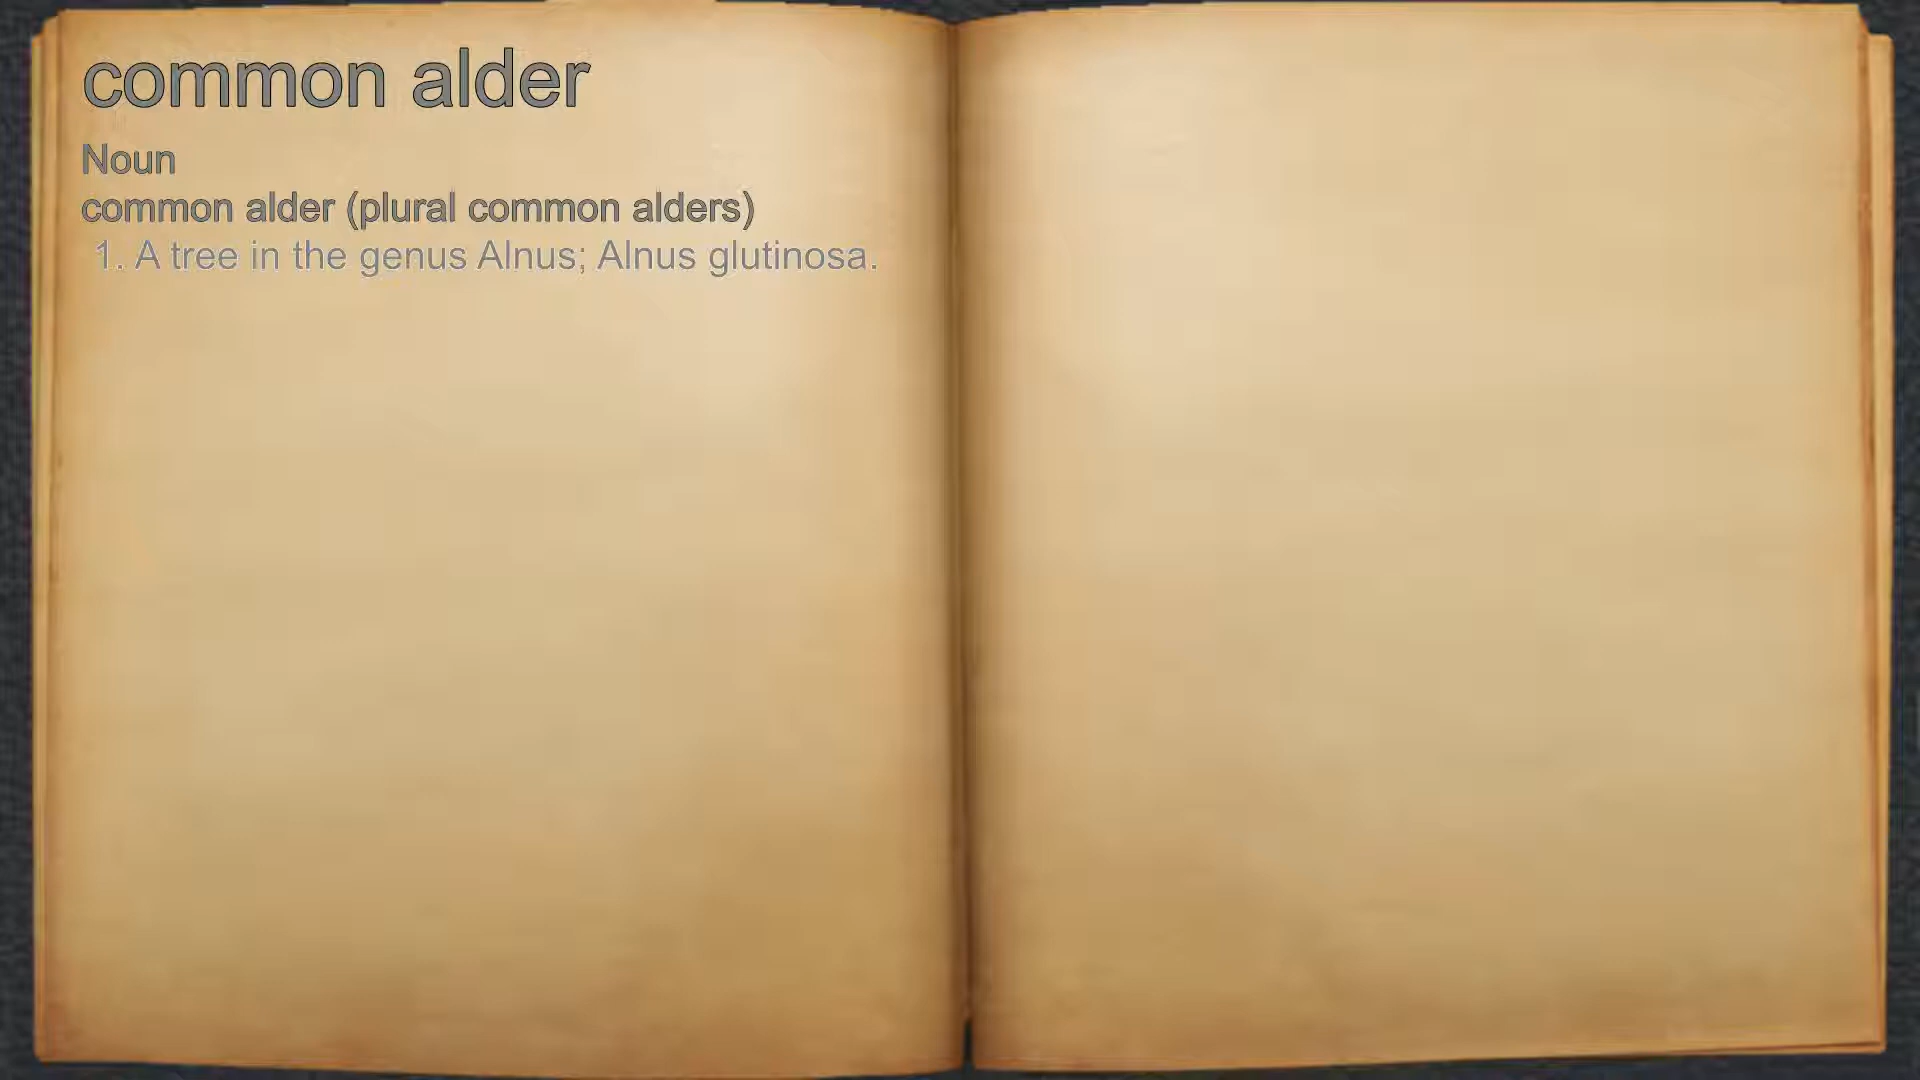 common alder
Noun
common alder (plural common alders)
1. A tree in the genus Alnus; Alnus glutinosa.